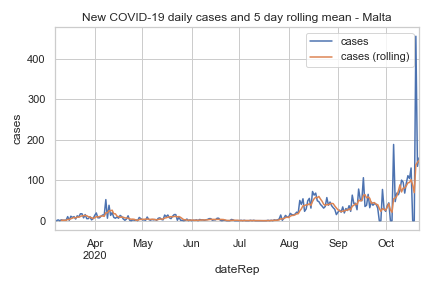 New COVID-19 daily cases and 5 day rolling mean - Malta
cases
cases (rolling)
400
300
200
100
0
cases
Apr
2020
May
Jun
Jul
Aug
Sep
Oct
dateRep